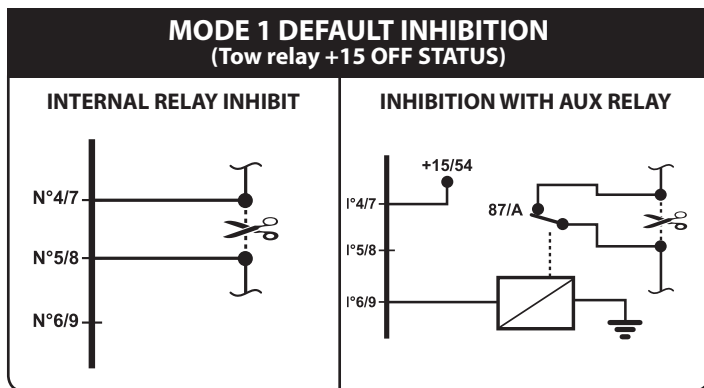 MODE 1 DEFAULT INHIBITION
(Tow relay +15 OFF STATUS)
INTERNAL RELAY INHIBIT
N°4/7
N°5/8
N°6/9
INHIBITION WITH AUX RELAY
+15/54
I°4/7
87/A
I°5/8
I°6/9